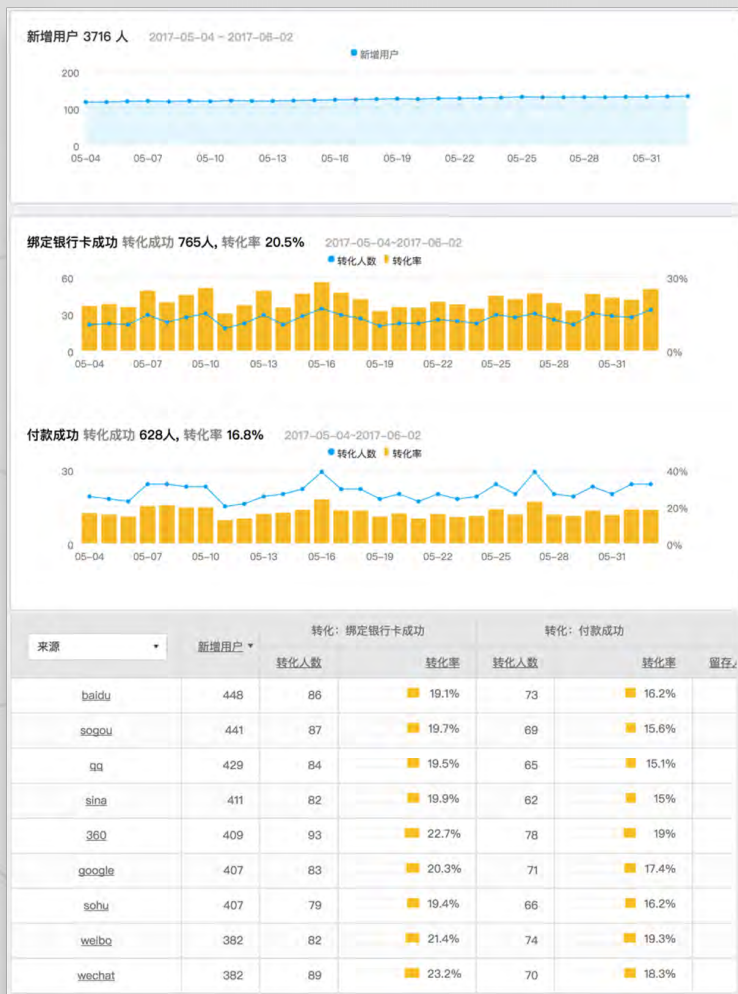 新增用户 3716 人 2017-05-04 ~ 2017-06-02
新增用户
200
100
0
05-04 05-07 05-10 05-13 05-16 05-19 05-22 05-25 05-28 05-31
绑定银行卡成功 转化成功 765人, 转化率 20.5% 2017-05-04~2017-06-02
转化人数 转化率
60 30%
30
0 0%
05-04 05-07 05-10 05-13 05-16 05-19 05-22 05-25 05-28 05-31
付款成功 转化成功 628人, 转化率 16.8% 2017-05-04~2017-06-02
转化人数 转化率
30 40%
20%
0 0%
05-04 05-07 05-10 05-13 05-16 05-19 05-22 05-25 05-28 05-31
来源 新增用户 转化：绑定银行卡成功 转化：付款成功
转化人数 转化率 转化人数 转化率 留存
baidu 448 86 19.1% 73 16.2%
sogou 441 87 19.7% 69 15.6%
qq 429 84 19.5% 65 15.1%
sina 411 82 19.9% 62 15%
360 409 93 22.7% 78 19%
google 407 83 20.3% 71 17.4%
sohu 407 79 19.4% 66 16.2%
weibo 382 82 21.4% 74 19.3%
wechat 382 89 23.2% 70 18.3%